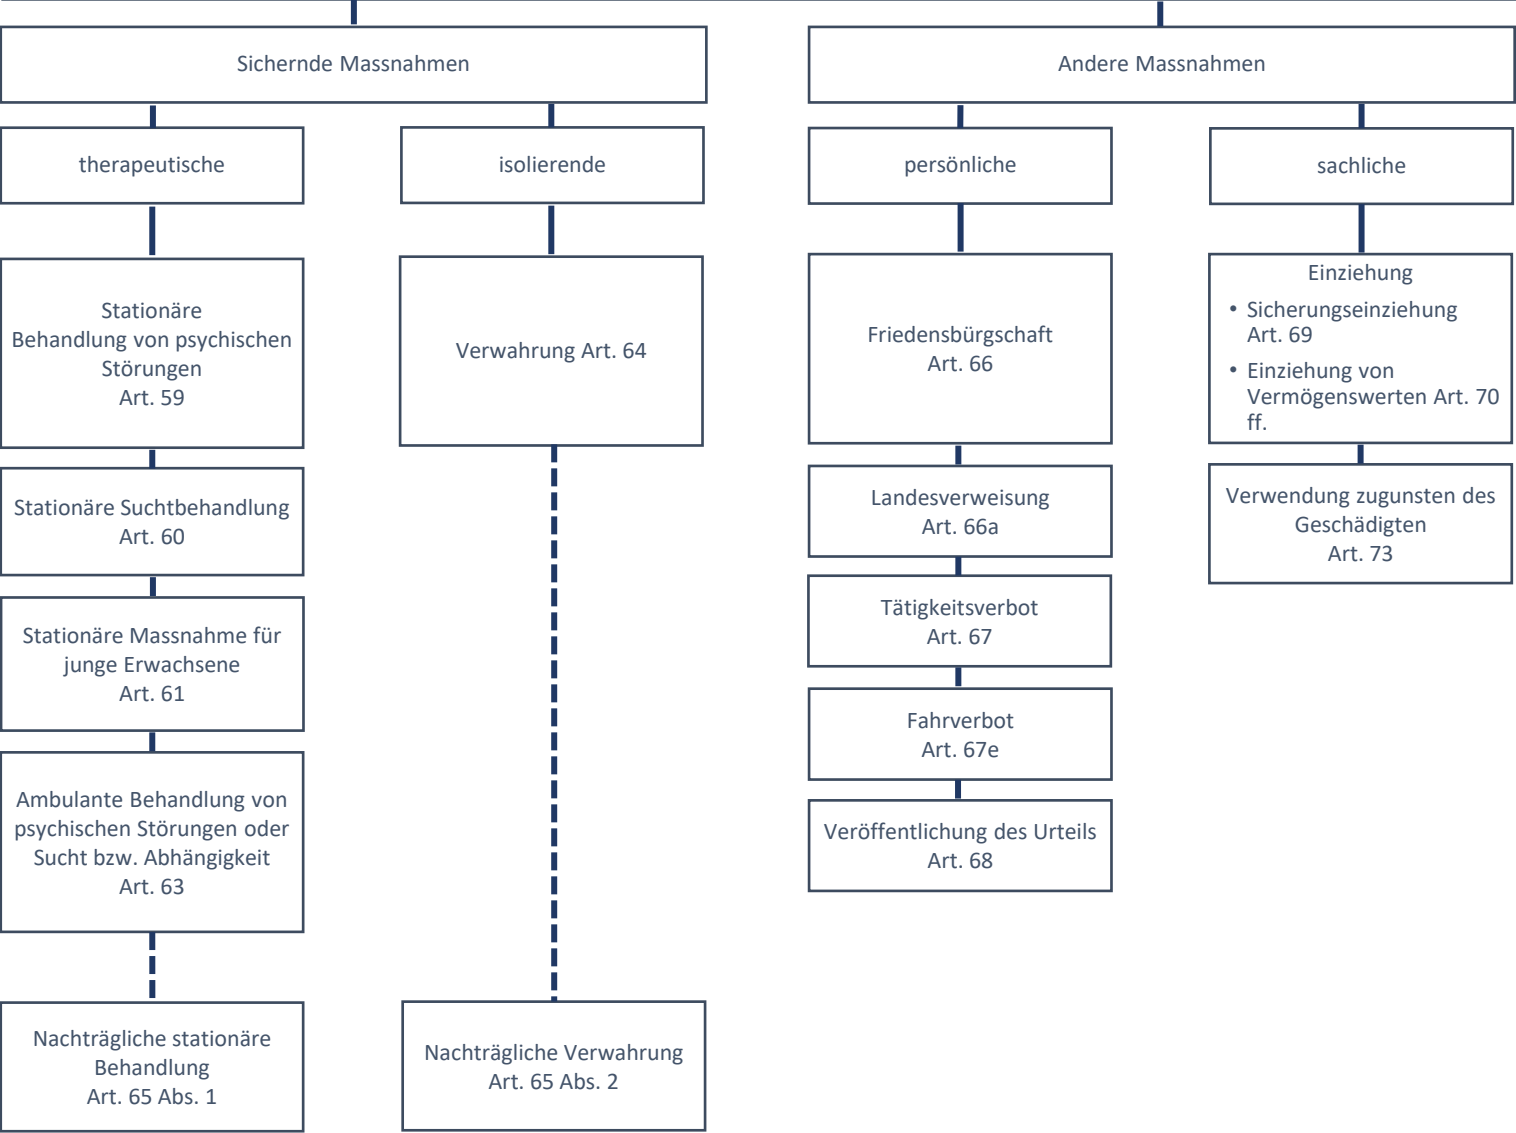 Sichernde Massnahmen
Andere Massnahmen
therapeutische
isolierende
persönliche
sachliche
Stationäre
Behandlung von psychischen
Störungen
Art. 59
Stationäre Suchtbehandlung
Art. 60
Stationäre Massnahme für
junge Erwachsene
Art. 61
Ambulante Behandlung von
psychischen Störungen oder
Sucht bzw. Abhängigkeit
Art. 63
Nachträgliche stationäre
Behandlung
Art. 65 Abs. 1
Verwahrung Art. 64
Nachträgliche Verwahrung
Art. 65 Abs. 2
Friedensbürgschaft
Art. 66
Landesverweisung
Art. 66a
Tätigkeitsverbot
Art. 67
Fahrverbot
Art. 67e
Veröffentlichung des Urteils
Art. 68
Einziehung
• Sicherungseinziehung
Art. 69
• Einziehung von
Vermögenswerten Art. 70
ff.
Verwendung zugunsten des
Geschädigten
Art. 73